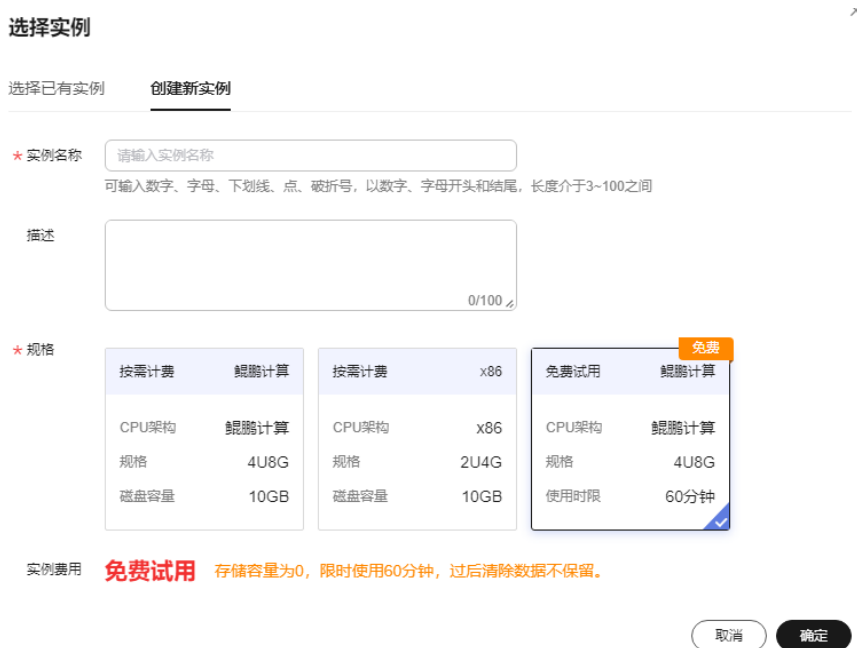 选择实例
选择已有实例 创建新实例
* 实例名称 请输入实例名称
可输入数字、字母、下划线、点、破折号，以数字、字母开头和结尾，长度介于3~100之间
描述
0/100
* 规格
免费
按需计费 鲲鹏计算 按需计费 x86 免费试用 鲲鹏计算
CPU架构 鲲鹏计算 CPU架构 x86 CPU架构 鲲鹏计算
规格 4U8G 规格 2U4G 规格 4U8G
磁盘容量 10GB 磁盘容量 10GB 使用时限 60分钟
实例费用 免费试用 存储容量为0，限时使用60分钟，过后清除数据不保留。
取消 确定